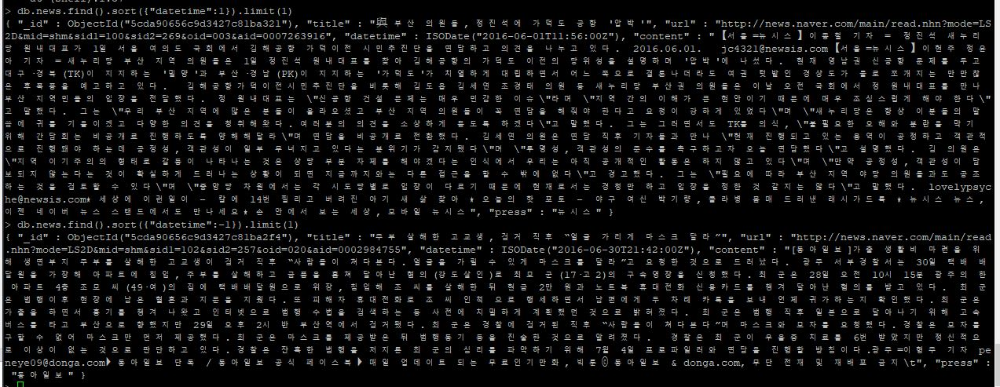 > db.news.find().sort({"datetime":1}).limit(1)
{ "_id" : ObjectId("5cda90656c9d3427c81ba321"), "title" : "與 부산 의원들, 정진석에 가덕도 공항 '압박'", "url" : "http://news.naver.com/main/read.nhn?mode=LS
2D&mid=shm&sid1=100&sid2=269&oid=003&aid=0007263916", "datetime" : ISODate("2016-06-01T11:56:00Z"), "content" : "【서울=뉴시스】이종철 기자 = 정진석 새누리
당 원내대표가 1일 서울 여의도 국회에서 김해공항 가덕이전 시민추진단을 면담하고 의견을 나누고 있다. 2016.06.01.   jc4321@newsis.com【서울=뉴시스】이현주 정윤
아 기자 = 새누리당 부산 지역 의원들은 1일 정진석 원내대표를 찾아 김해공항의 가덕도 이전의 당위성을 설명하며 '압박'에 나섰다. 현재 영남권 신공항 문제를 두고
대구·경북(TK)이 지지하는 '밀양'과 부산·경남(PK)이 지지하는 '가덕도'가 치열하게 대립하면서 어느 쪽으로 결론나더라도 여권 텃밭인 경상도가 둘로 쪼개지는 만만찮
은 후폭풍을 예고하고 있다. 김해공항가덕이전시민추진단을 비롯해 김도읍 김세연 조경태 의원 등 새누리당 부산권 의원들은 이날 오전 국회에서 정 원내대표를 만나
부산 지역민들의 입장을 전달했다. 정 원내대표는 \"신공항 건설 문제는 매우 민감한 이슈\"라며 \"지역 간의 이해가 큰 현안이기 때문에 매우 조심스럽게 해야 한다\"
고 말했다. 그는 \"우리 부산 지역에 많은 분들이 올라오셨고 부산 지역 의원들이 꼭 면담을 해줘야 한다고 요청이 강하게 있었다\"며 \"새누리당은 항상 이분들의 말
씀에 귀를 기울이겠고 다양한 의견을 청취해왔다. 여러분의 의견을 소상하게 듣도록 하겠다\"고 말했다. 그는 그러면서도 TK를 의식, \"불필요한 오해와 분란을 막기
위해 간담회는 비공개로 진행하도록 양해해달라\"며 면담을 비공개로 전환했다. 김세연 의원은 면담 직후 기자들과 만나 \"현재 진행되고 있는 용역이 공정하고 객관적
으로 진행돼야 하는데 공정성, 객관성이 일부 무너지고 있다는 분위기가 감지됐다\"며 \"투명성, 객관성의 준수를 촉구하고자 오늘 면담했다\"고 설명했다. 김 의원은
\"지역 이기주의의 형태로 갈등이 나타나는 것은 상당 부분 자제를 해야겠다는 인식에서 우리는 아직 공개적인 활동은 하지 않고 있다\"며 \"만약 공정성, 객관성이 담
보되지 않는다는 것이 확실하게 드러나는 상황이 되면 지금까지와는 다른 접근을 할 수 밖에 없다\"고 경고했다. 그는 \"필요에 따라 부산 지역 야당 의원들과도 공조
하는 것을 검토할 수 있다\"며 \"중앙당 차원에서는 각 시도당별로 입장이 다르기 때문에 현재로서는 경청만 하고 입장을 정한 것 같지는 않다\"고 말했다. lovelypsyc
he@newsis.com★ 세상에 이런일이 - 칼에 14번 찔리고 버려진 아기 새 삶 찾아 ★ 오늘의 핫 포토 - 야구 여신 박기량, 콜라병 몸매 드러낸 래시가드룩 ★ 뉴시스 뉴스,
이젠 네이버 뉴스 스탠드에서도 만나세요★ 손 안에서 보는 세상, 모바일 뉴시스", "press" : "뉴시스" }
> db.news.find().sort({"datetime":-1}).limit(1)
{ "_id" : ObjectId("5cda90656c9d3427c81ba2f4"), "title" : "주부 살해한 고교생, 검거 직후 “얼굴 가리게 마스크 달라”", "url" : "http://news.naver.com/main/read
.nhn?mode=LS2D&mid=shm&sid1=102&sid2=257&oid=020&aid=0002984755", "datetime" : ISODate("2016-06-30T21:42:00Z"), "content" : "[동아일보]가출 생활비 마련을 위
해 생면부지 주부를 살해한 고교생이 검거 직후 “사람들이 쳐다본다. 얼굴을 가릴 수 있게 마스크를 달라”고 요청한 것으로 드러났다. 광주 서부경찰서는 30일 택배 배
달원을 가장해 아파트에 침입, 주부를 살해하고 금품을 훔쳐 달아난 혐의(강도살인)로 최모 군(17·고2)의 구속영장을 신청했다. 최 군은 28일 오전 10시 15분 광주의 한
아파트 4층 조모 씨(49·여)의 집에 택배배달원으로 위장, 침입해 조 씨를 살해한 뒤 현금 2만 원과 노트북 휴대전화 신용카드를 챙겨 달아난 혐의를 받고 있다. 최 군
은 범행이후 현장에 남은 혈흔과 지문을 지웠다. 또 피해자 휴대전화로 조씨 인척 으로 행세하면서 남편에게 두 차례 카톡을 보내 언제 귀가하는지 확인했다. 최 군은
가출을 하면서 흉기를 챙겨 나왔고 인터넷으로 범행 수법을 검색하는 등 사전에 치밀하게 계획했던 것으로 밝혀졌다. 최 군은 범행 직후 일본으로 달아나기 위해 고속
버스를 타고 부산으로 향했지만 29일 오후 2시 반 부산역에서 검거됐다. 최 군은 경찰에 검거된 직후 “사람들이 쳐다본다”며 마스크와 모자를 요청했다. 경찰은 모자를
구할 수 없어 마스크만 먼저 제공했다. 최 군은 마스크를 제공받은 뒤 범행동기 등을 진술한 것으로 알려졌다. 경찰은 최 군이 우울증 치료를 6번 받았지만 정신적으
로 이상이 없는 것으로 판단하고 있다. 경찰은 잔혹한 범행을 저지른 최 군의 심리를 파악하기 위해 7월 4일 프로파일러와 면담을 진행할 방침이다.광주=이형주 기자 pe
neye09@donga.com▶동아일보 단독 / 동아일보 공식 페이스북▶매일 업데이트 되는 무료인기만화, 빅툰ⓒ동아일보 & donga.com, 무단 전재 및 재배포 금지\t", "press" :
"동아일보" }
>